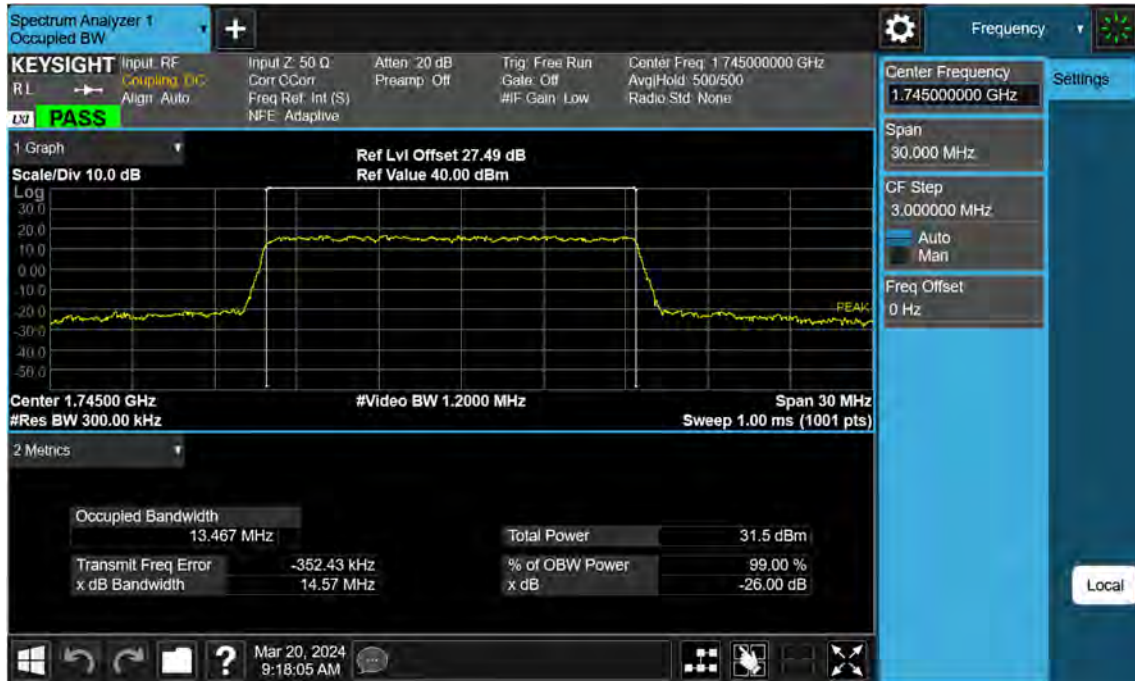 Spectrum Analyzer 1
Occupied BW
+
Frequency
KEYSIGHT
R L
LXI PASS
Input: RF
Coupling: DC
Align: Auto
Input Z: 50 Ω
Corr CCorr
Freq Ref: Int (S)
NFE: Adaptive
Atten: 20 dB
Preamp: Off
Trig: Free Run
Gate: Off
#IF Gain: Low
Center Freq: 1.745000000 GHz
Avg|Hold: 500/500
Radio Std: None
Center Frequency
1.745000000 GHz
Settings
Span
30.000 MHz
CF Step
3.000000 MHz
Auto
Man
Freq Offset
0 Hz
1 Graph
Scale/Div 10.0 dB
Ref Lvl Offset 27.49 dB
Ref Value 40.00 dBm
Log
30.0
20.0
10.0
0.00
-10.0
-20.0
-30.0
-40.0
-50.0
PEAK
Center 1.74500 GHz
#Video BW 1.2000 MHz
Span 30 MHz
#Res BW 300.00 kHz
Sweep 1.00 ms (1001 pts)
2 Metrics
Occupied Bandwidth
13.467 MHz
Total Power 31.5 dBm
Transmit Freq Error -352.43 kHz
% of OBW Power 99.00 %
x dB Bandwidth 14.57 MHz
x dB -26.00 dB
Local
?
Mar 20, 2024
9:18:05 AM